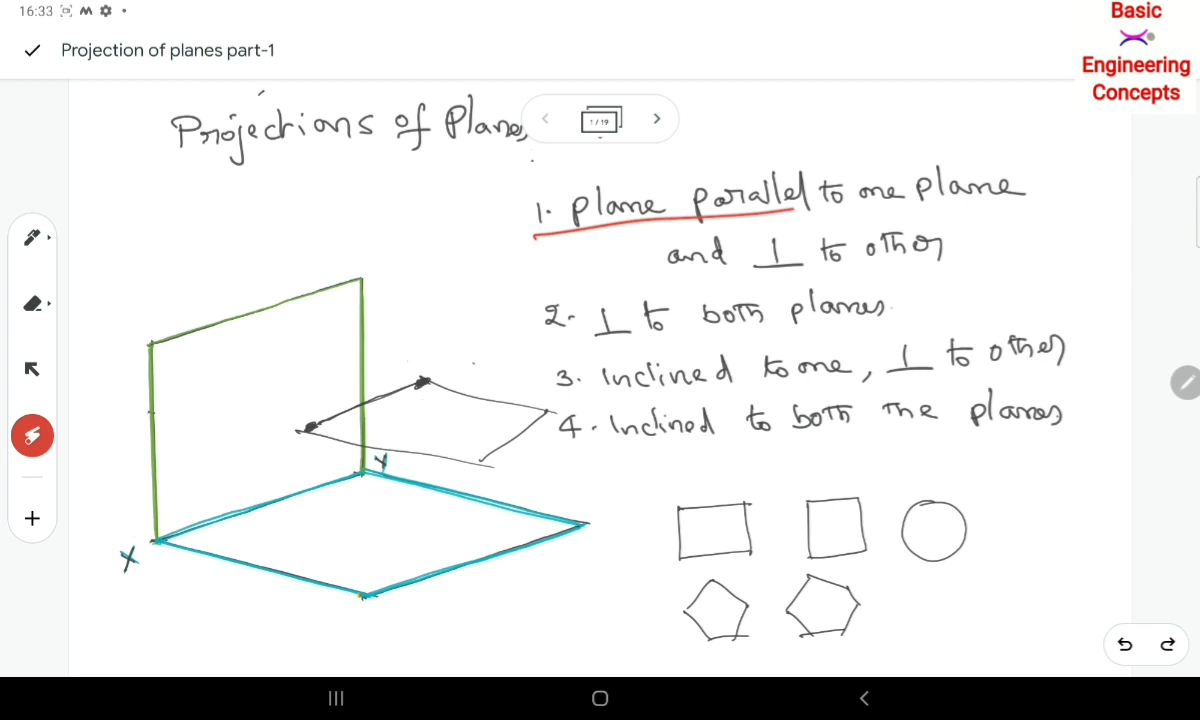 16:33
Projection of planes part-1
Basic
Engineering
Concepts
Projections of Planes
1/19
1. Plane parallel to one plane
and ⊥ to other
2. ⊥ to both planes.
3. Inclined to one, ⊥ to other
4. Inclined to both the planes
Y
X